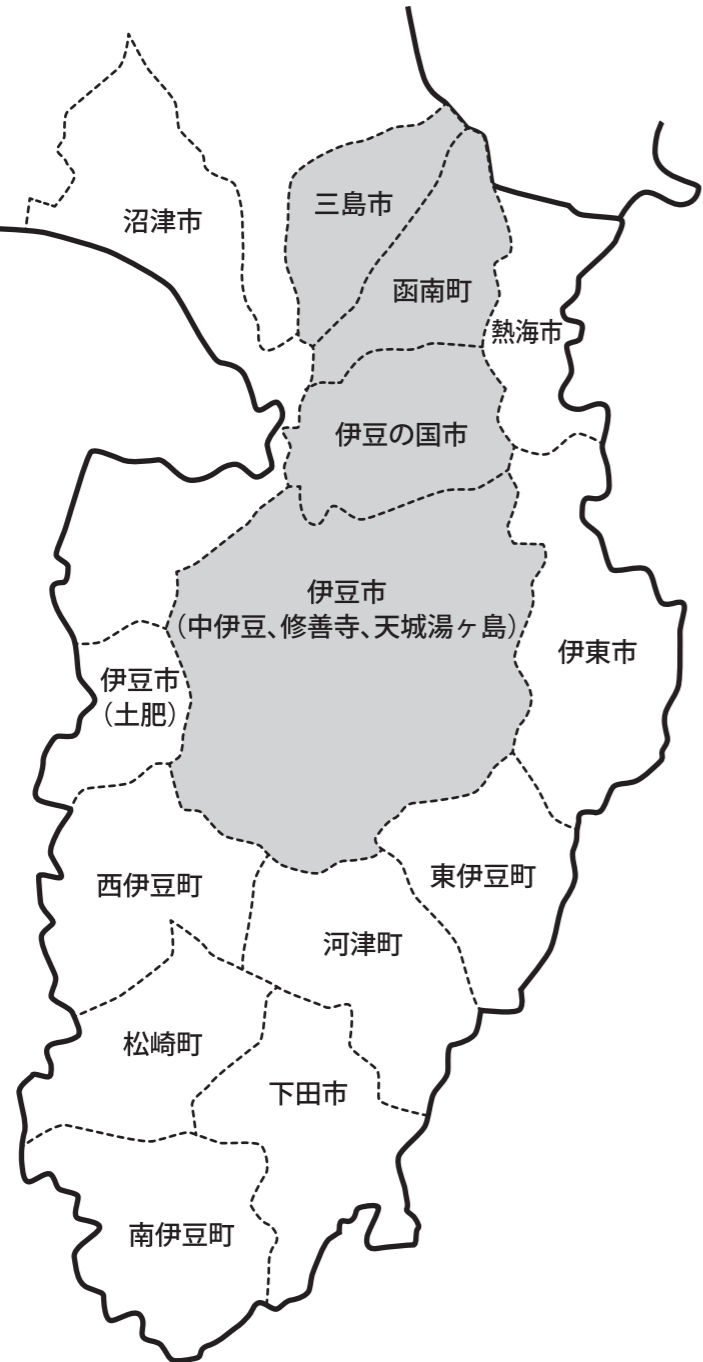 三島市
沼津市
函南町
熱海市
伊豆の国市
伊豆市
（中伊豆、修善寺、天城湯ヶ島）
伊東市
伊豆市
（土肥）
東伊豆町
西伊豆町
河津町
松崎町
下田市
南伊豆町